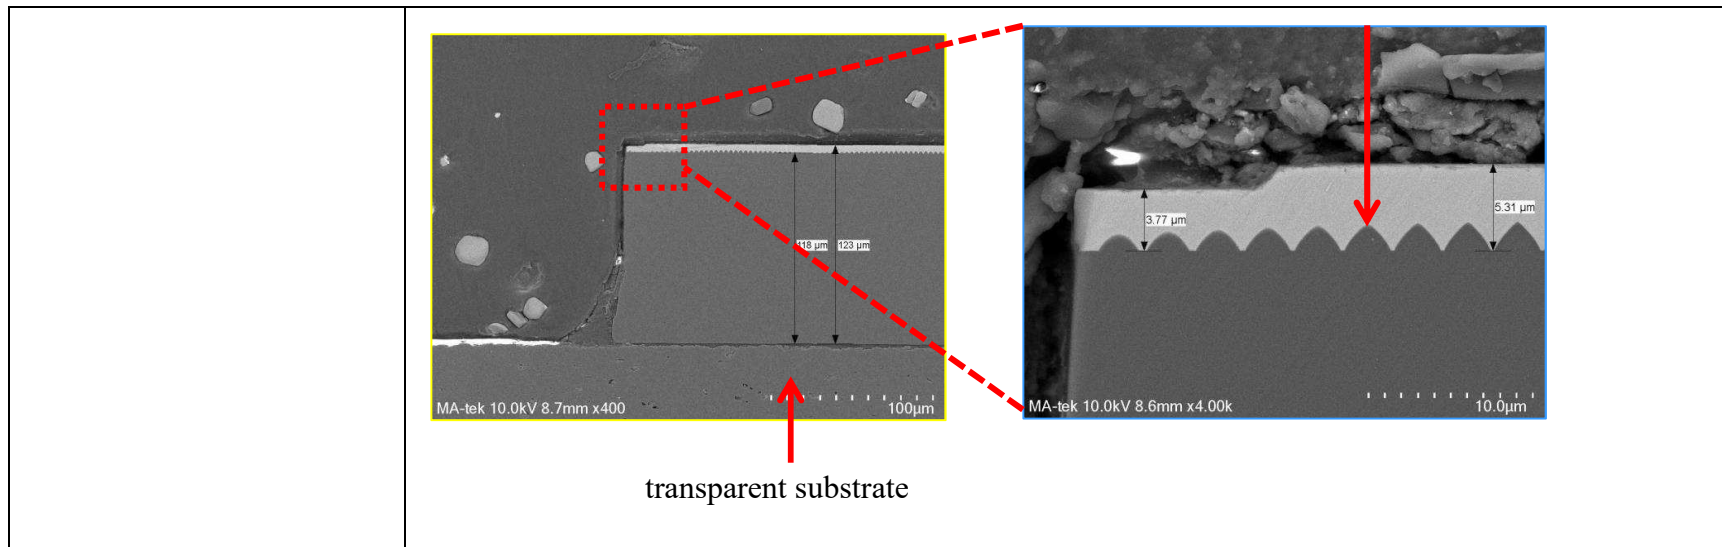 118 µm
123 µm
MA-tek 10.0kV 8.7mm x400
100µm
3.77 µm
5.31 µm
MA-tek 10.0kV 8.6mm x4.00k
10.0µm
transparent substrate